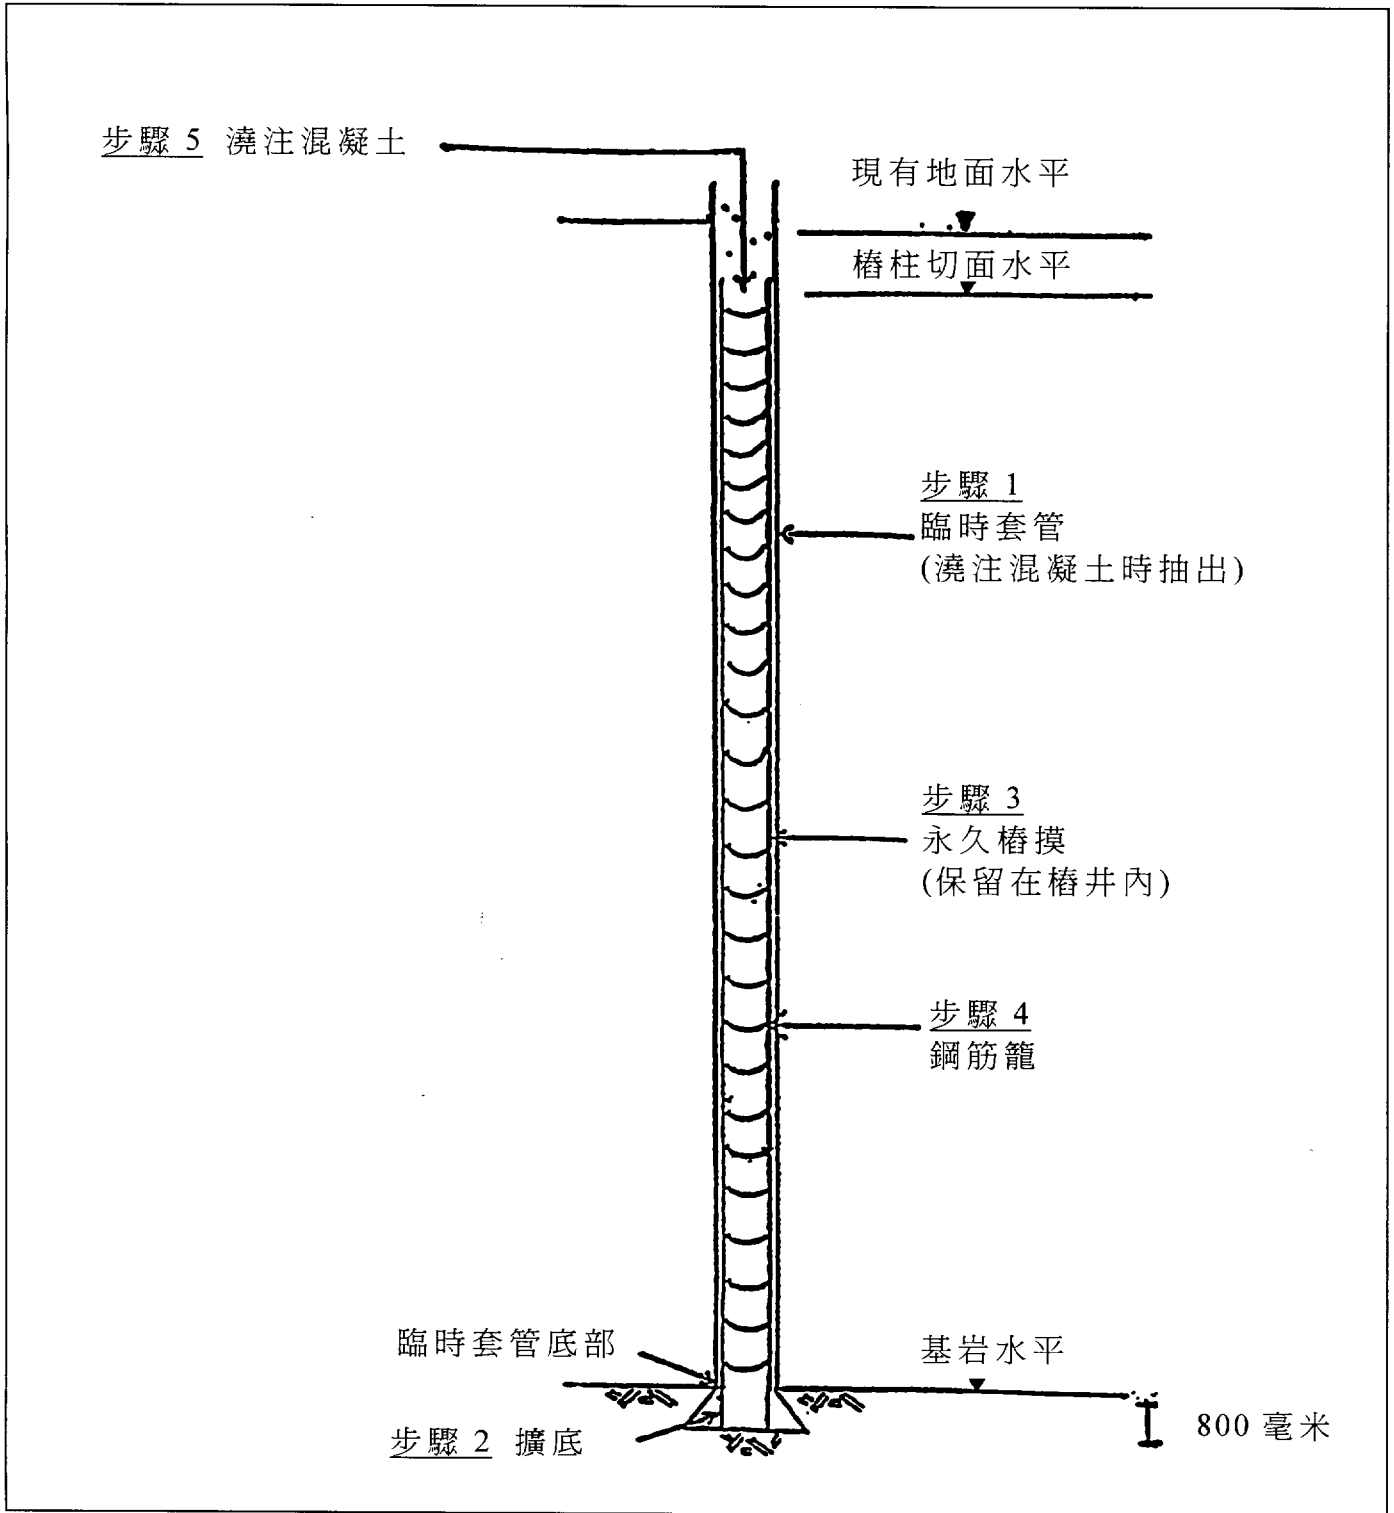 步驟 5 澆注混凝土
現有地面水平
樁柱切面水平
步驟 1
臨時套管
(澆注混凝土時抽出)
步驟 3
永久樁摸
(保留在樁井內)
步驟 4
鋼筋籠
臨時套管底部
基岩水平
步驟 2 擴底
800 毫米